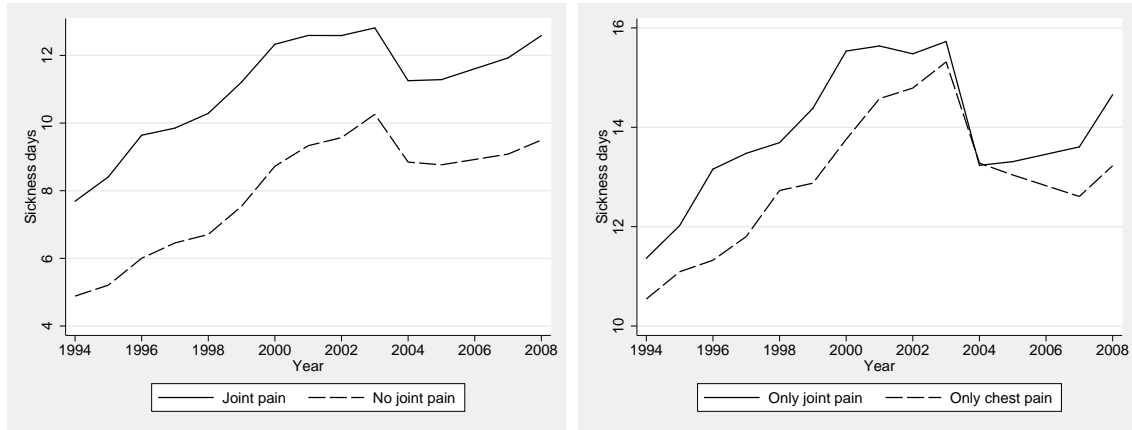 Sickness days
4 6 8 10 12
1994 1996 1998 2000 2002 2004 2006 2008
Year
Joint pain No joint pain
Sickness days
10 12 14 16
1994 1996 1998 2000 2002 2004 2006 2008
Year
Only joint pain Only chest pain